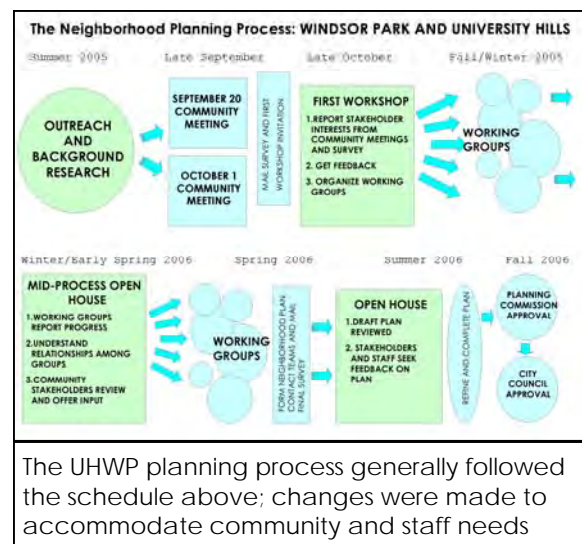 The Neighborhood Planning Process: WINDSOR PARK AND UNIVERSITY HILLS
Summer 2005
Late September
Late October
Fall/Winter 2005
OUTREACH
AND
BACKGROUND
RESEARCH
SEPTEMBER 20
COMMUNITY
MEETING
OCTOBER 1
COMMUNITY
MEETING
MAIL SURVEY AND FIRST
WORKSHOP INVITATION
FIRST WORKSHOP
1.REPORT STAKEHOLDER
INTERESTS FROM
COMMUNITY MEETINGS
AND SURVEY
2. GET FEEDBACK
3. ORGANIZE WORKING
GROUPS
WORKING
GROUPS
Winter/Early Spring 2006
Spring 2006
Summer 2006
Fall 2006
MID-PROCESS OPEN
HOUSE
1.WORKING GROUPS
REPORT PROGRESS
2.UNDERSTAND
RELATIONSHIPS AMONG
GROUPS
3.COMMUNITY
STAKEHOLDERS REVIEW
AND OFFER INPUT
WORKING
GROUPS
FORM NEIGHBORHOOD PLAN
CONTACT TEAMS, AND MAIL
FINAL SURVEY
OPEN HOUSE
1.DRAFT PLAN
REVIEWED
2. STAKEHOLDERS
AND STAFF SEEK
FEEDBACK ON
PLAN
REFINE AND COMPLETE PLAN
PLANNING
COMMISSION
APPROVAL
CITY
COUNCIL
APPROVAL
The UHWP planning process generally followed
the schedule above; changes were made to
accommodate community and staff needs